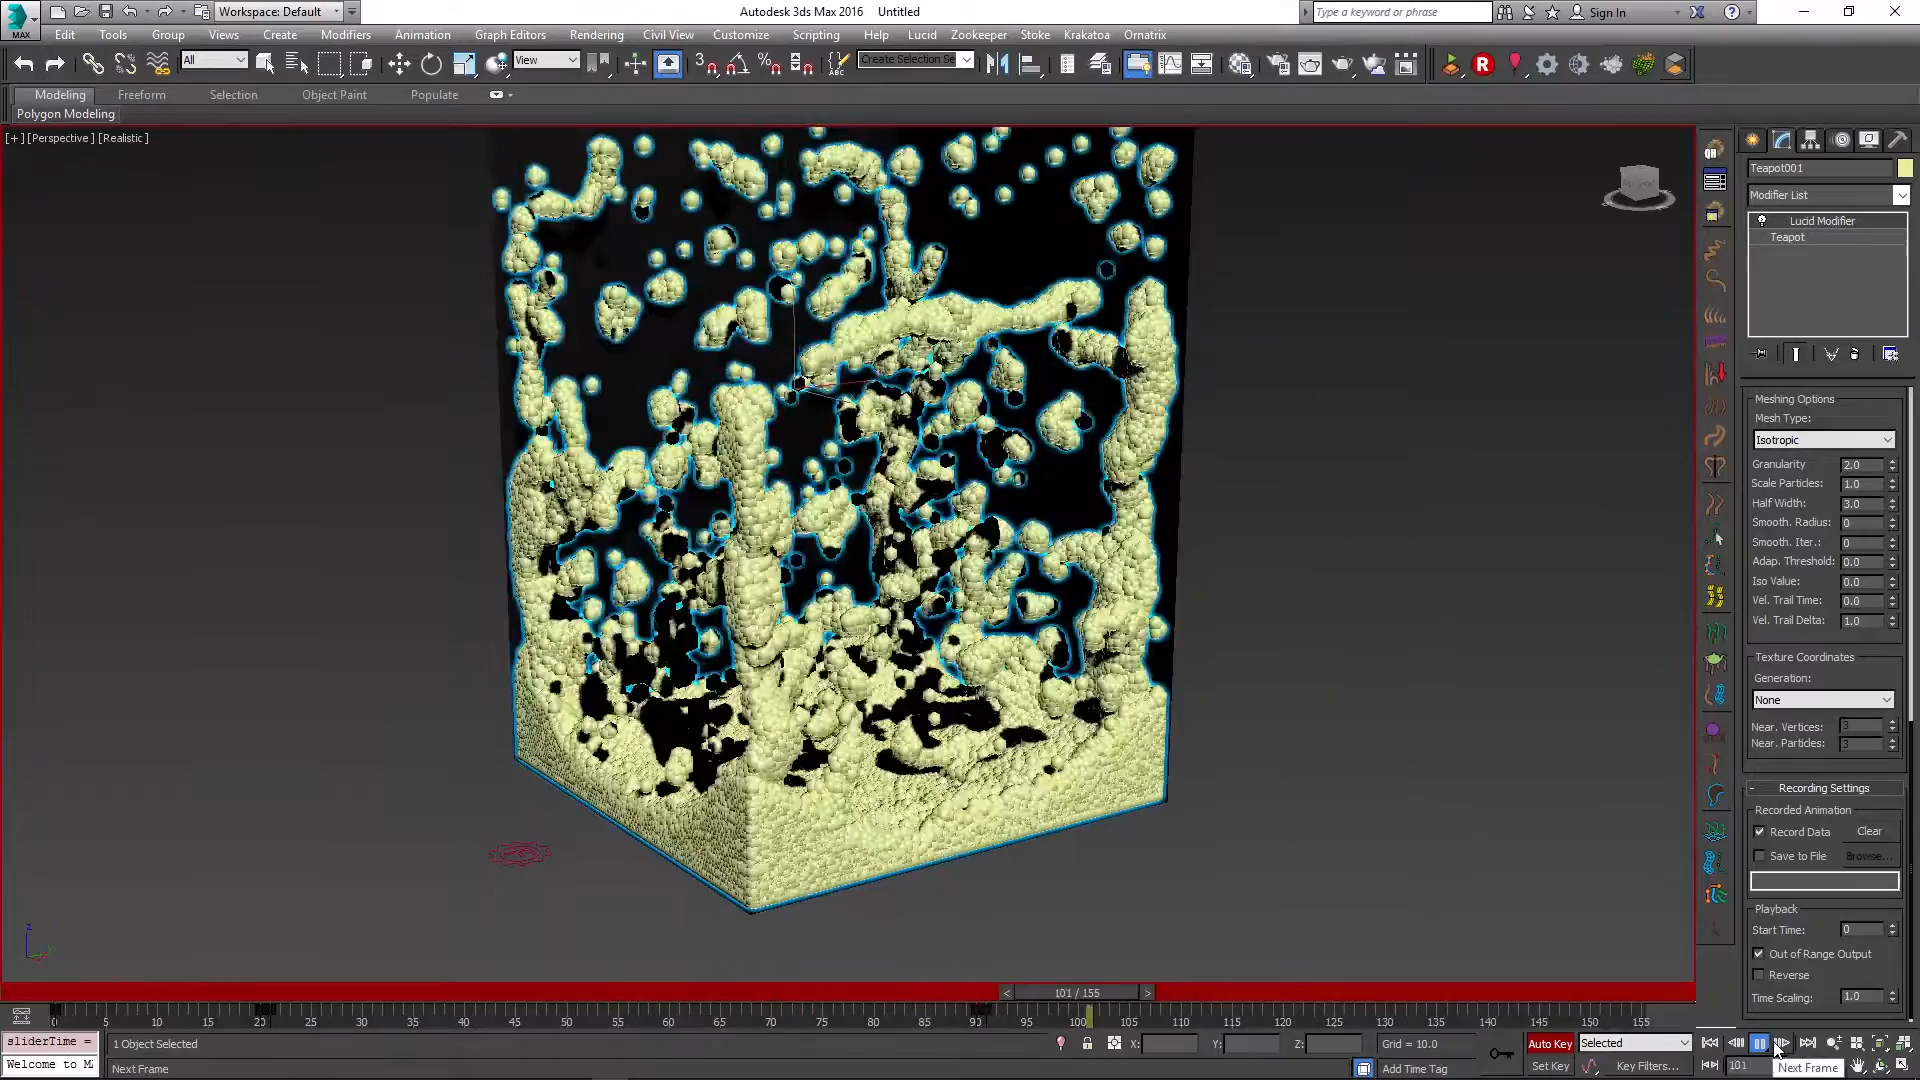 Workspace: Default
Autodesk 3ds Max 2016 Untitled
Type a keyword or phrase
Sign In
MAX
Edit Tools Group Views Create Modifiers Animation Graph Editors Rendering Civil View Customize Scripting Help Lucid Zookeeper Stoke Krakatoa Ornatrix
All View Create Selection Se
Modeling Freeform Selection Object Paint Populate
Polygon Modeling
[+] [Perspective] [Realistic]
Teapot001
Modifier List
Lucid Modifier
Teapot
Meshing Options
Mesh Type:
Isotropic
Granularity 2.0
Scale Particles: 1.0
Half Width: 3.0
Smooth. Radius: 0
Smooth. Iter.: 0
Adap. Threshold: 0.0
Iso Value: 0.0
Vel. Trail Time: 0.0
Vel. Trail Delta: 1.0
Texture Coordinates
Generation:
None
Near. Vertices: 3
Near. Particles: 3
- Recording Settings
Recorded Animation
Record Data Clear
Save to File Browse...
Playback
Start Time: 0
Out of Range Output
Reverse
Time Scaling: 1.0
< 101 / 155 >
0 5 10 15 20 25 30 35 40 45 50 55 60 65 70 75 80 85 90 95 100 105 110 115 120 125 130 135 140 145 150 155
sliderTime = 1 Object Selected X: Y: Z: Grid = 10.0 Auto Key Selected
Welcome to M Next Frame Add Time Tag Set Key Key Filters... 101 Next Frame